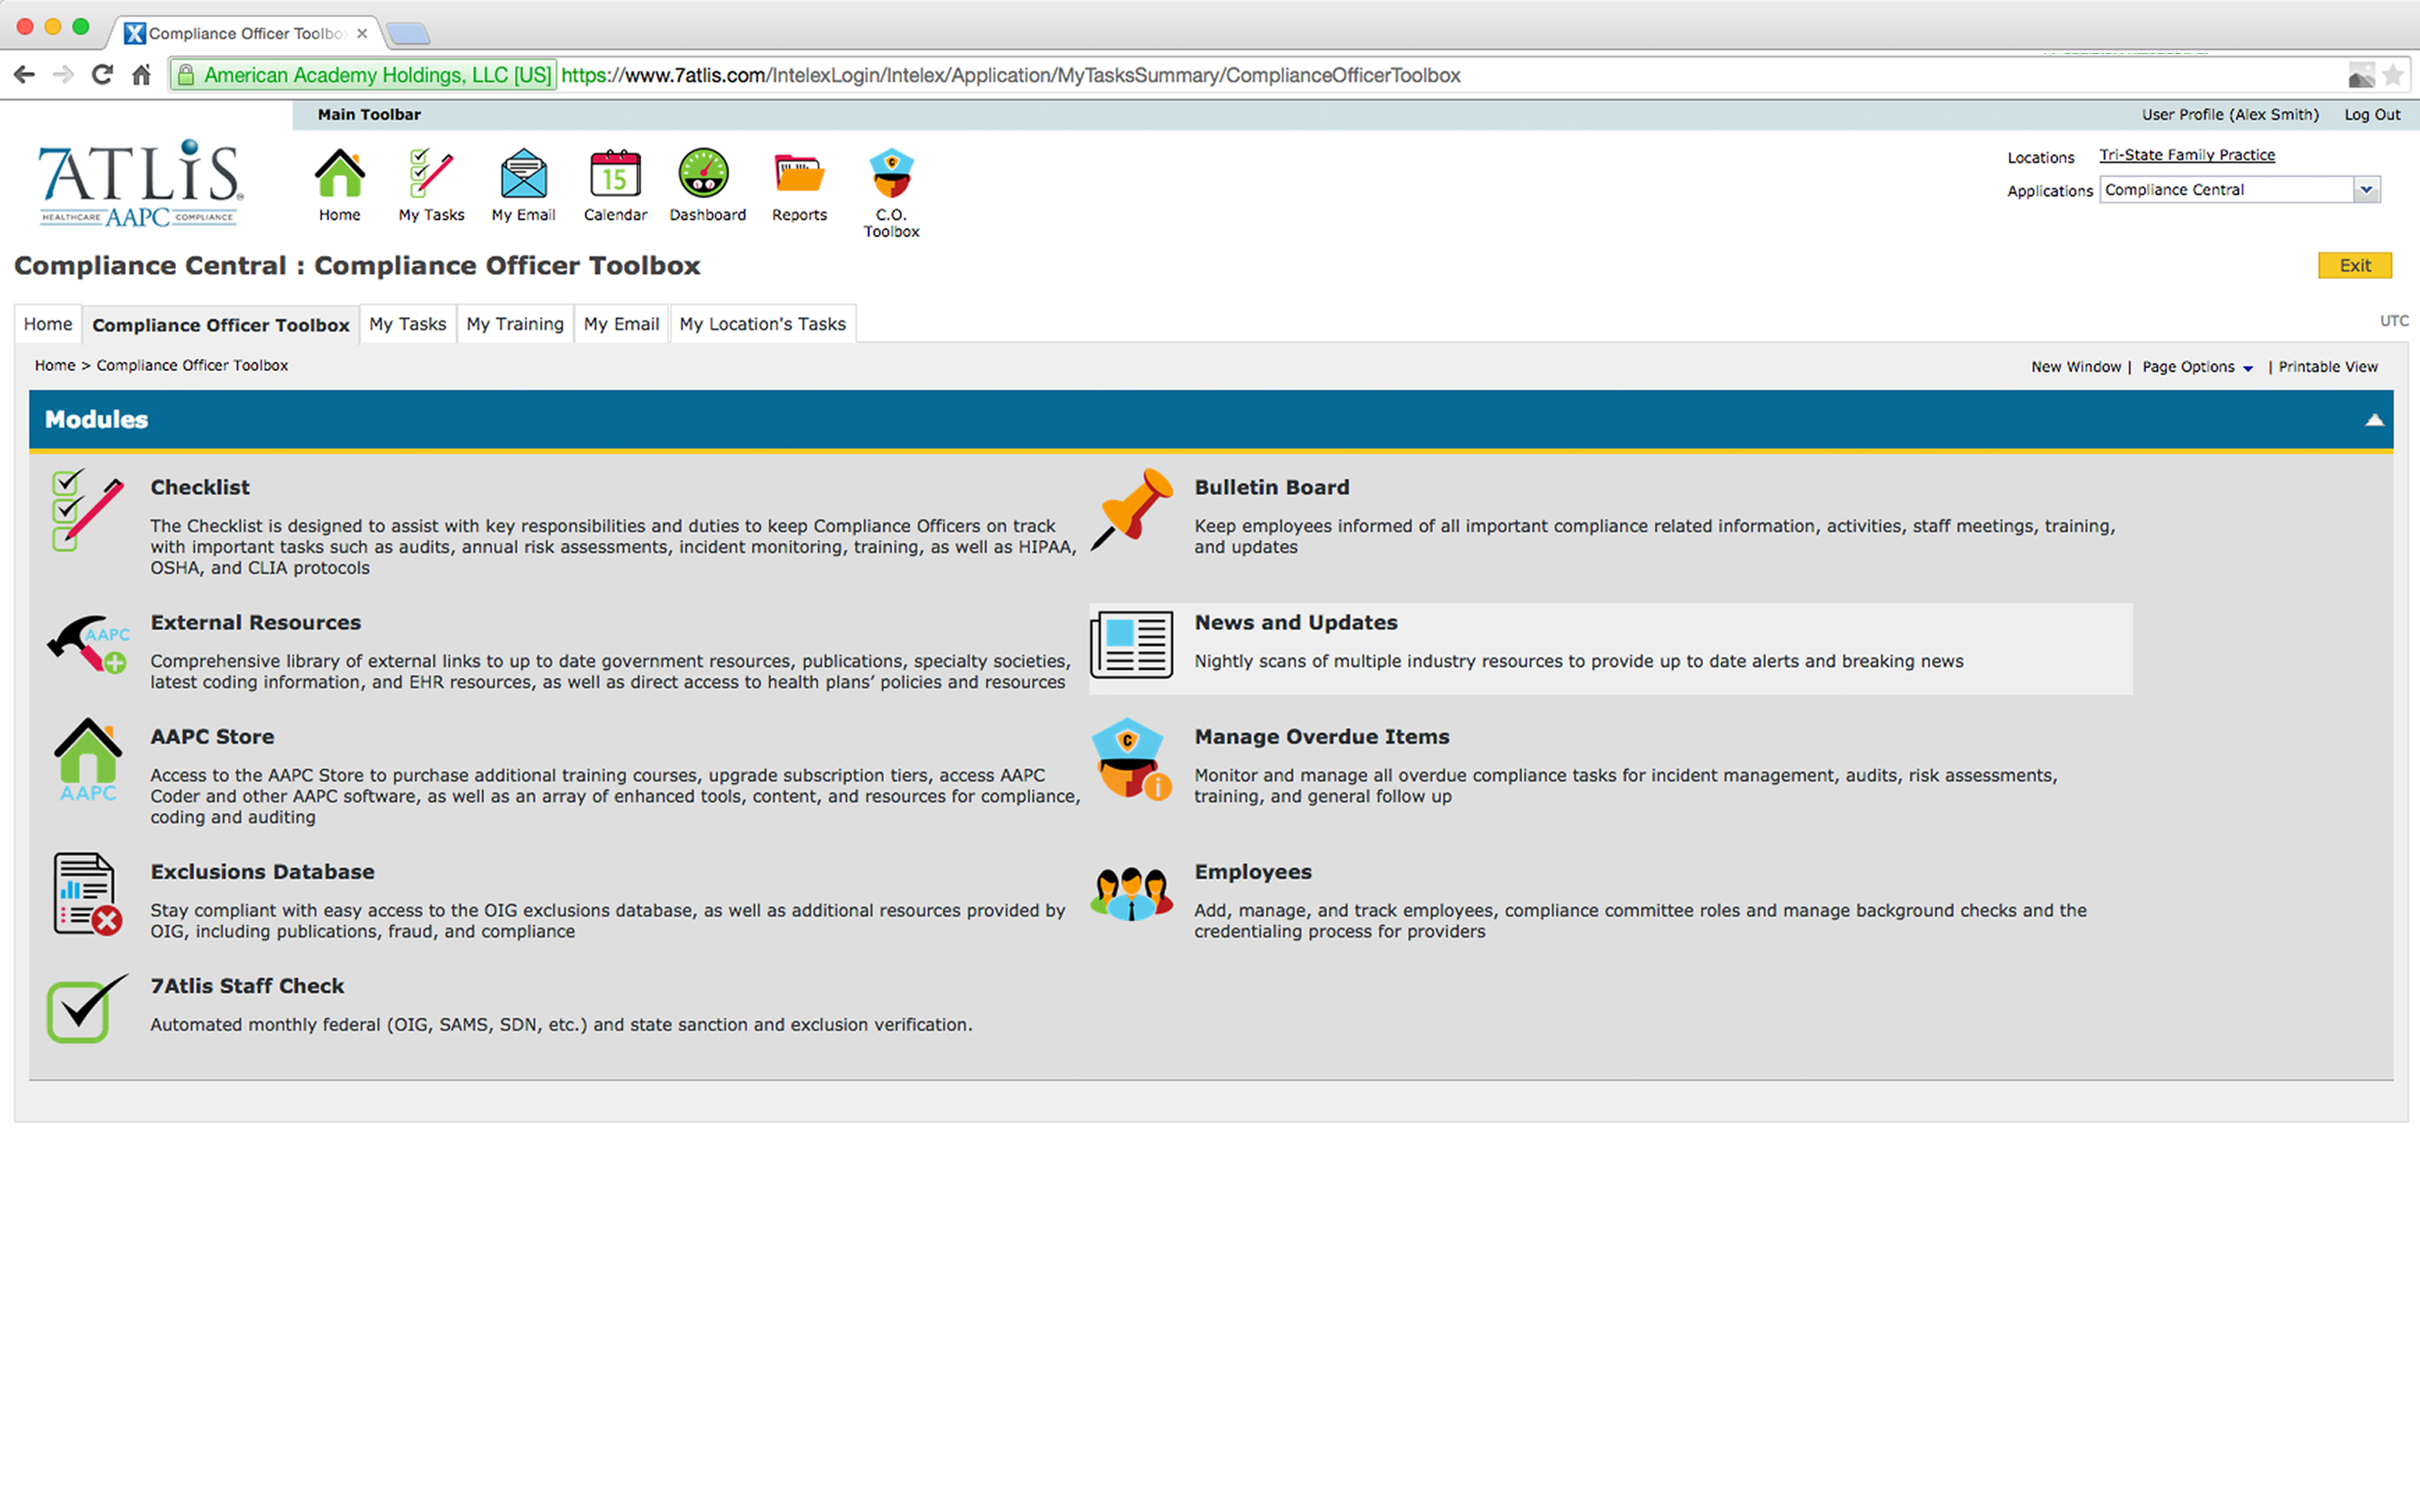 Compliance Officer Toolbo
American Academy Holdings, LLC [US] https://www.7atlis.com/IntelexLogin/Intelex/Application/MyTasksSummary/ComplianceOfficerToolbox
Main Toolbar
User Profile (Alex Smith) Log Out
7ATLiS
HEALTHCARE AAPC COMPLIANCE
15
Home
My Tasks
My Email
Calendar
Dashboard
Reports
C.O.
Toolbox
Locations Tri-State Family Practice
Applications Compliance Central
Compliance Central : Compliance Officer Toolbox
Exit
Home Compliance Officer Toolbox My Tasks My Training My Email My Location's Tasks
UTC
Home > Compliance Officer Toolbox
New Window | Page Options | Printable View
Modules
Checklist
The Checklist is designed to assist with key responsibilities and duties to keep Compliance Officers on track
with important tasks such as audits, annual risk assessments, incident monitoring, training, as well as HIPAA,
OSHA, and CLIA protocols
Bulletin Board
Keep employees informed of all important compliance related information, activities, staff meetings, training,
and updates
AAPC
External Resources
Comprehensive library of external links to up to date government resources, publications, specialty societies,
latest coding information, and EHR resources, as well as direct access to health plans’ policies and resources
News and Updates
Nightly scans of multiple industry resources to provide up to date alerts and breaking news
AAPC
AAPC Store
Access to the AAPC Store to purchase additional training courses, upgrade subscription tiers, access AAPC
Coder and other AAPC software, as well as an array of enhanced tools, content, and resources for compliance,
coding and auditing
C
Manage Overdue Items
Monitor and manage all overdue compliance tasks for incident management, audits, risk assessments,
training, and general follow up
Exclusions Database
Stay compliant with easy access to the OIG exclusions database, as well as additional resources provided by
OIG, including publications, fraud, and compliance
Employees
Add, manage, and track employees, compliance committee roles and manage background checks and the
credentialing process for providers
7Atlis Staff Check
Automated monthly federal (OIG, SAMS, SDN, etc.) and state sanction and exclusion verification.